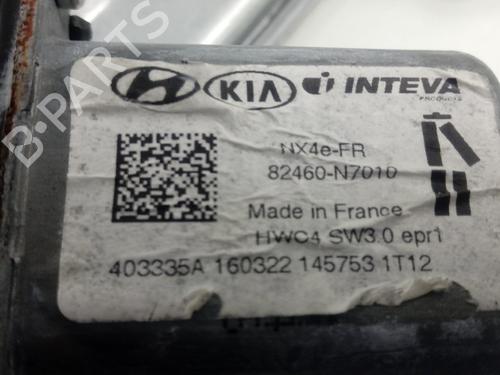 B-PARTS
KIA INTEVA
PRODUCTS
NX4e-FR
82460-N7010
Made in France
HWC4 SW3.0 epr1
403335A 160322 145753 1T12